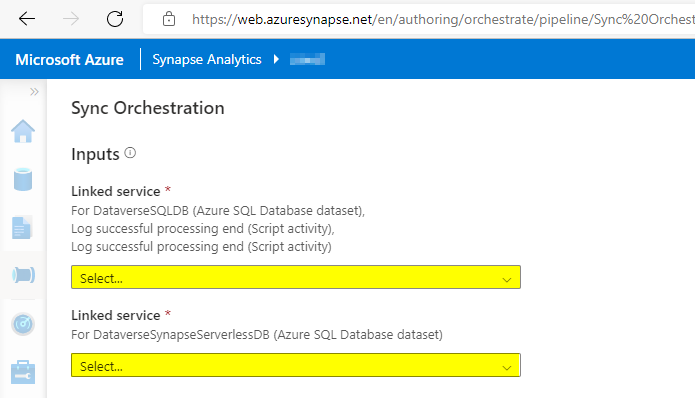 https://web.azuresynapse.net/en/authoring/orchestrate/pipeline/Sync%20Orchest
Microsoft Azure
Synapse Analytics
Sync Orchestration
Inputs
Linked service *
For DataverseSQLDB (Azure SQL Database dataset),
Log successful processing end (Script activity),
Log successful processing end (Script activity)
Select...
Linked service *
For DataverseSynapseServerlessDB (Azure SQL Database dataset)
Select...